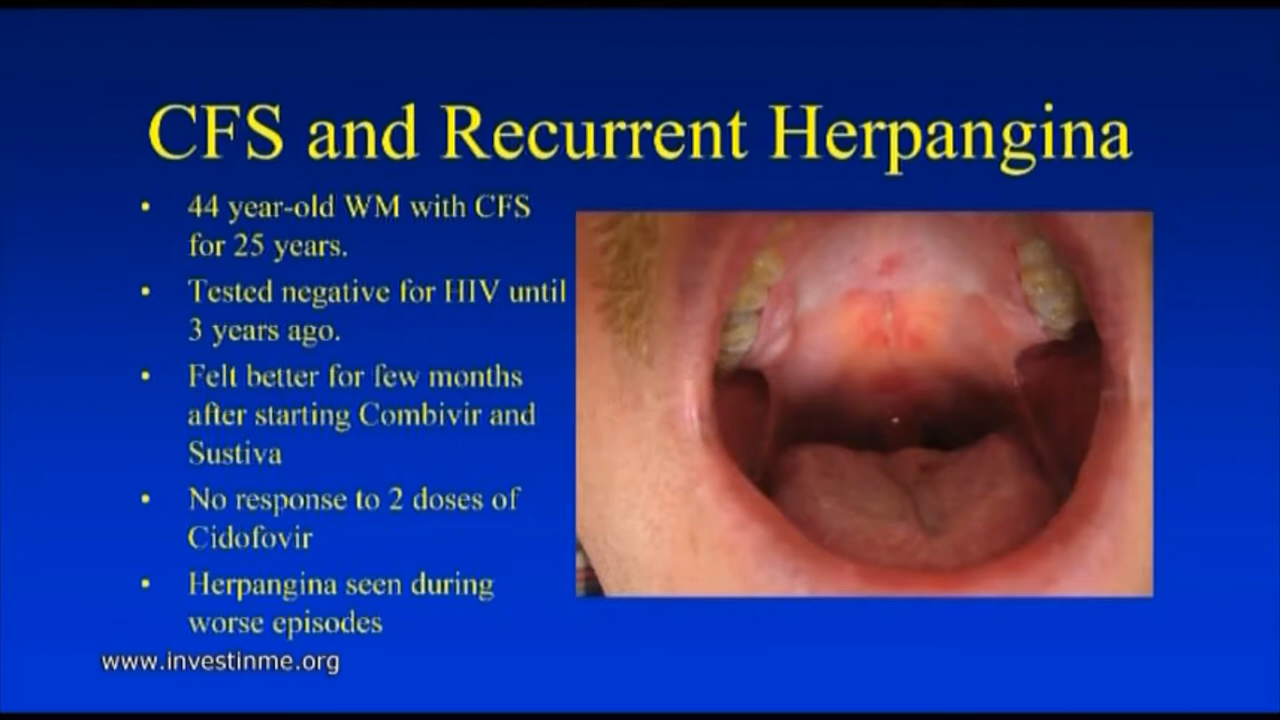 CFS and Recurrent Herpangina
• 44 year-old WM with CFS
for 25 years.
• Tested negative for HIV until
3 years ago.
• Felt better for few months
after starting Combivir and
Sustiva
• No response to 2 doses of
Cidofovir
• Herpangina seen during
worse episodes
www.investinme.org